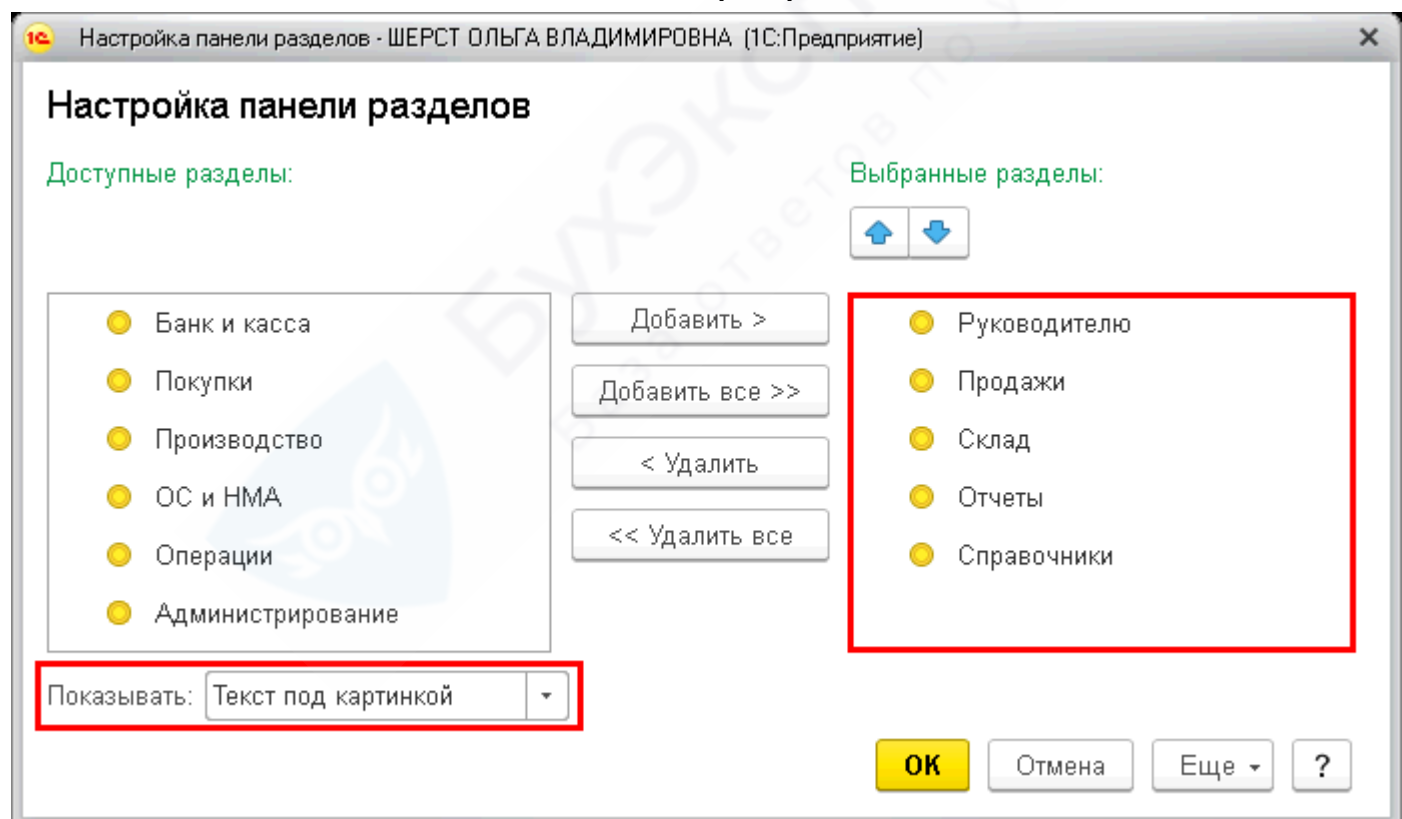 Настройка панели разделов - ШЕРСТ ОЛЬГА ВЛАДИМИРОВНА (1С:Предприятие)
Настройка панели разделов
Доступные разделы:
Выбранные разделы:
Банк и касса
Покупки
Производство
ОС и НМА
Операции
Администрирование
Добавить >
Добавить все >>
< Удалить
<< Удалить все
Руководителю
Продажи
Склад
Отчеты
Справочники
Показывать: Текст под картинкой
ОК
Отмена
Еще
?